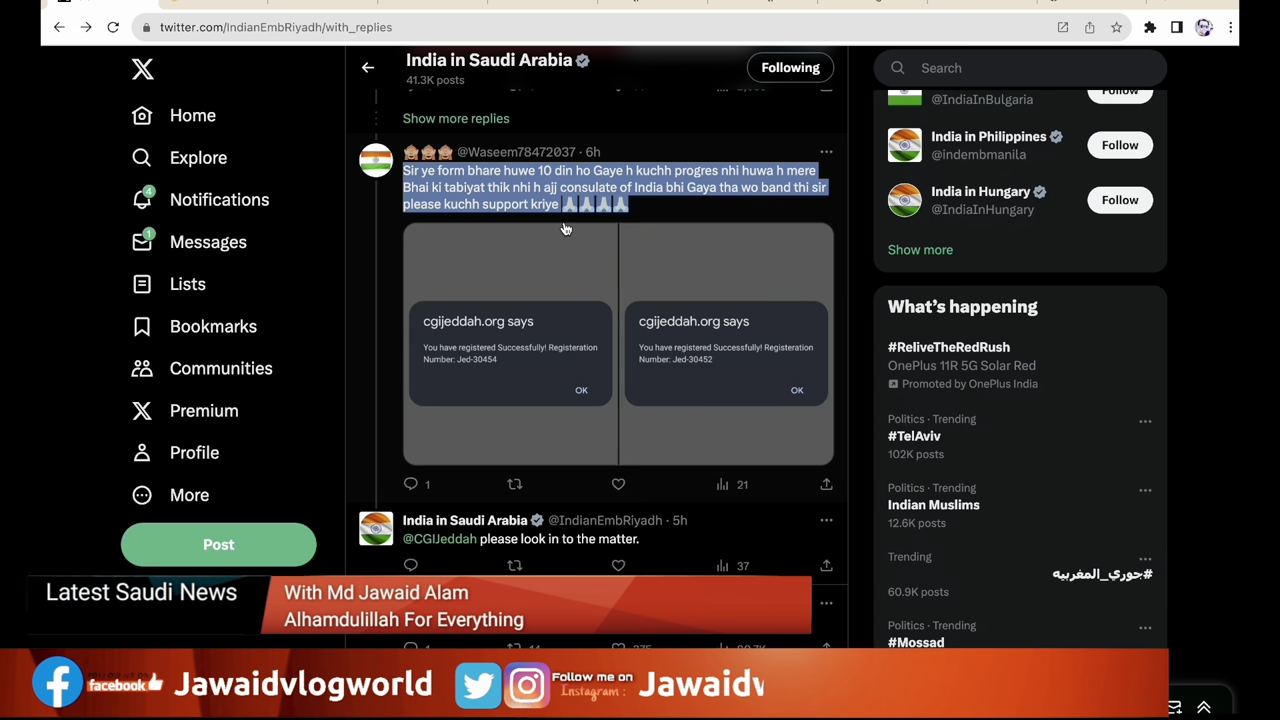 twitter.com/IndianEmbRiyadh/with_replies
India in Saudi Arabia
41.3K posts
Following
Search
Home
Explore
4
Notifications
1
Messages
Lists
Bookmarks
Communities
Premium
Profile
More
Post
Show more replies
@Waseem78472037 · 6h
Sir ye form bhare huwe 10 din ho Gaye h kuchh progres nhi huwa h mere
Bhai ki tabiyat thik nhi h ajj consulate of India bhi Gaya tha wo band thi sir
please kuchh support kriye 🙏🙏🙏🙏
cgijeddah.org says
You have registered Successfully! Registeration
Number: Jed-30454
OK
cgijeddah.org says
You have registered Successfully! Registeration
Number: Jed-30452
OK
1
21
India in Saudi Arabia @IndianEmbRiyadh · 5h
@CGIJeddah please look in to the matter.
37
Follow
@IndiaInBulgaria
India in Philippines
@indembmanila
Follow
India in Hungary
@IndiaInHungary
Follow
Show more
What's happening
#ReliveTheRedRush
OnePlus 11R 5G Solar Red
Promoted by OnePlus India
Politics · Trending
#TelAviv
102K posts
Politics · Trending
Indian Muslims
12.6K posts
Trending
#جوري_المغربيه
60.9K posts
Politics · Trending
#Mossad
Latest Saudi News
With Md Jawaid Alam
Alhamdulillah For Everything
facebook
Jawaidvlogworld
Follow me on
Instagram :
Jawaidv